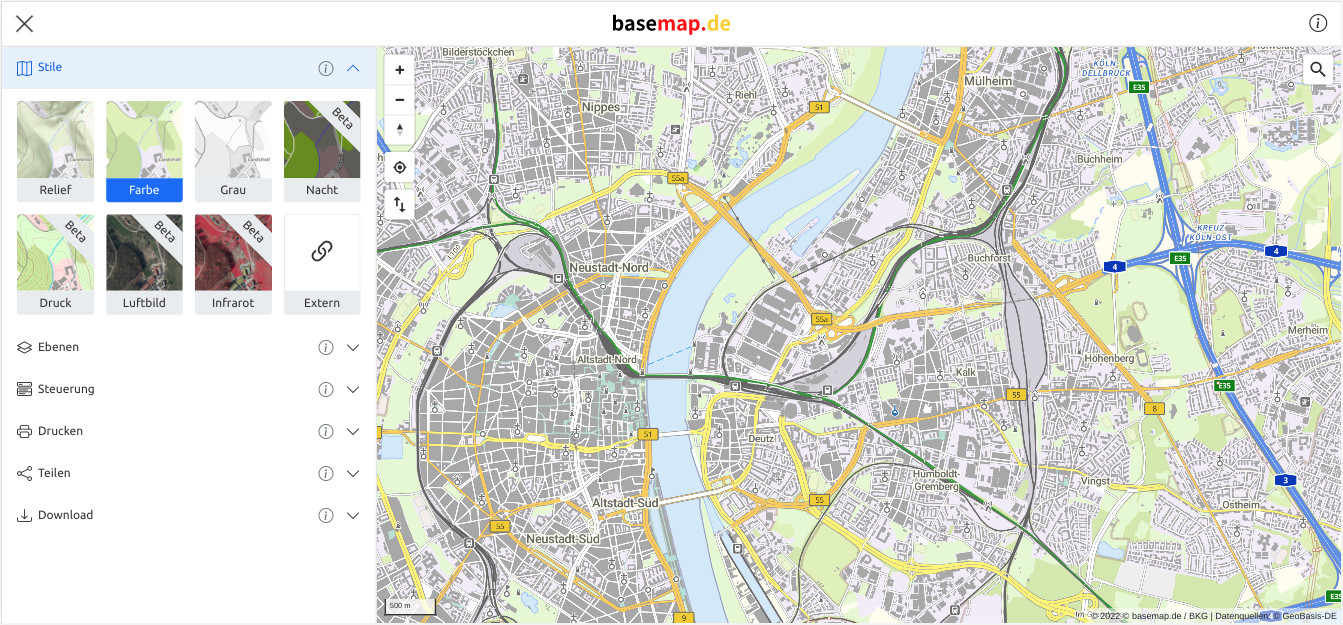 basemap.de
Stile
Relief
Farbe
Grau
Beta
Nacht
Beta
Druck
Beta
Luftbild
Beta
Infrarot
Extern
Ebenen
Steuerung
Drucken
Teilen
Download
Bilderstöckchen
Nippes
Riehl
Mülheim
KÖLN-
DELLBRÜCK
E35
51
55a
Buchheim
KREUZ
KÖLN-OST
E35
4
4
Buchforst
Neustadt-Nord
55a
Merheim
Altstadt-Nord
Höhenberg
Kalk
E35
55
8
51
Deutz
Humboldt-
Gremberg
Vingst
3
Altstadt-Süd
55
Ostheim
55
Neustadt-Süd
E35
500 m
9
© 2022 © basemap.de / BKG | Datenquellen: © GeoBasis-DE